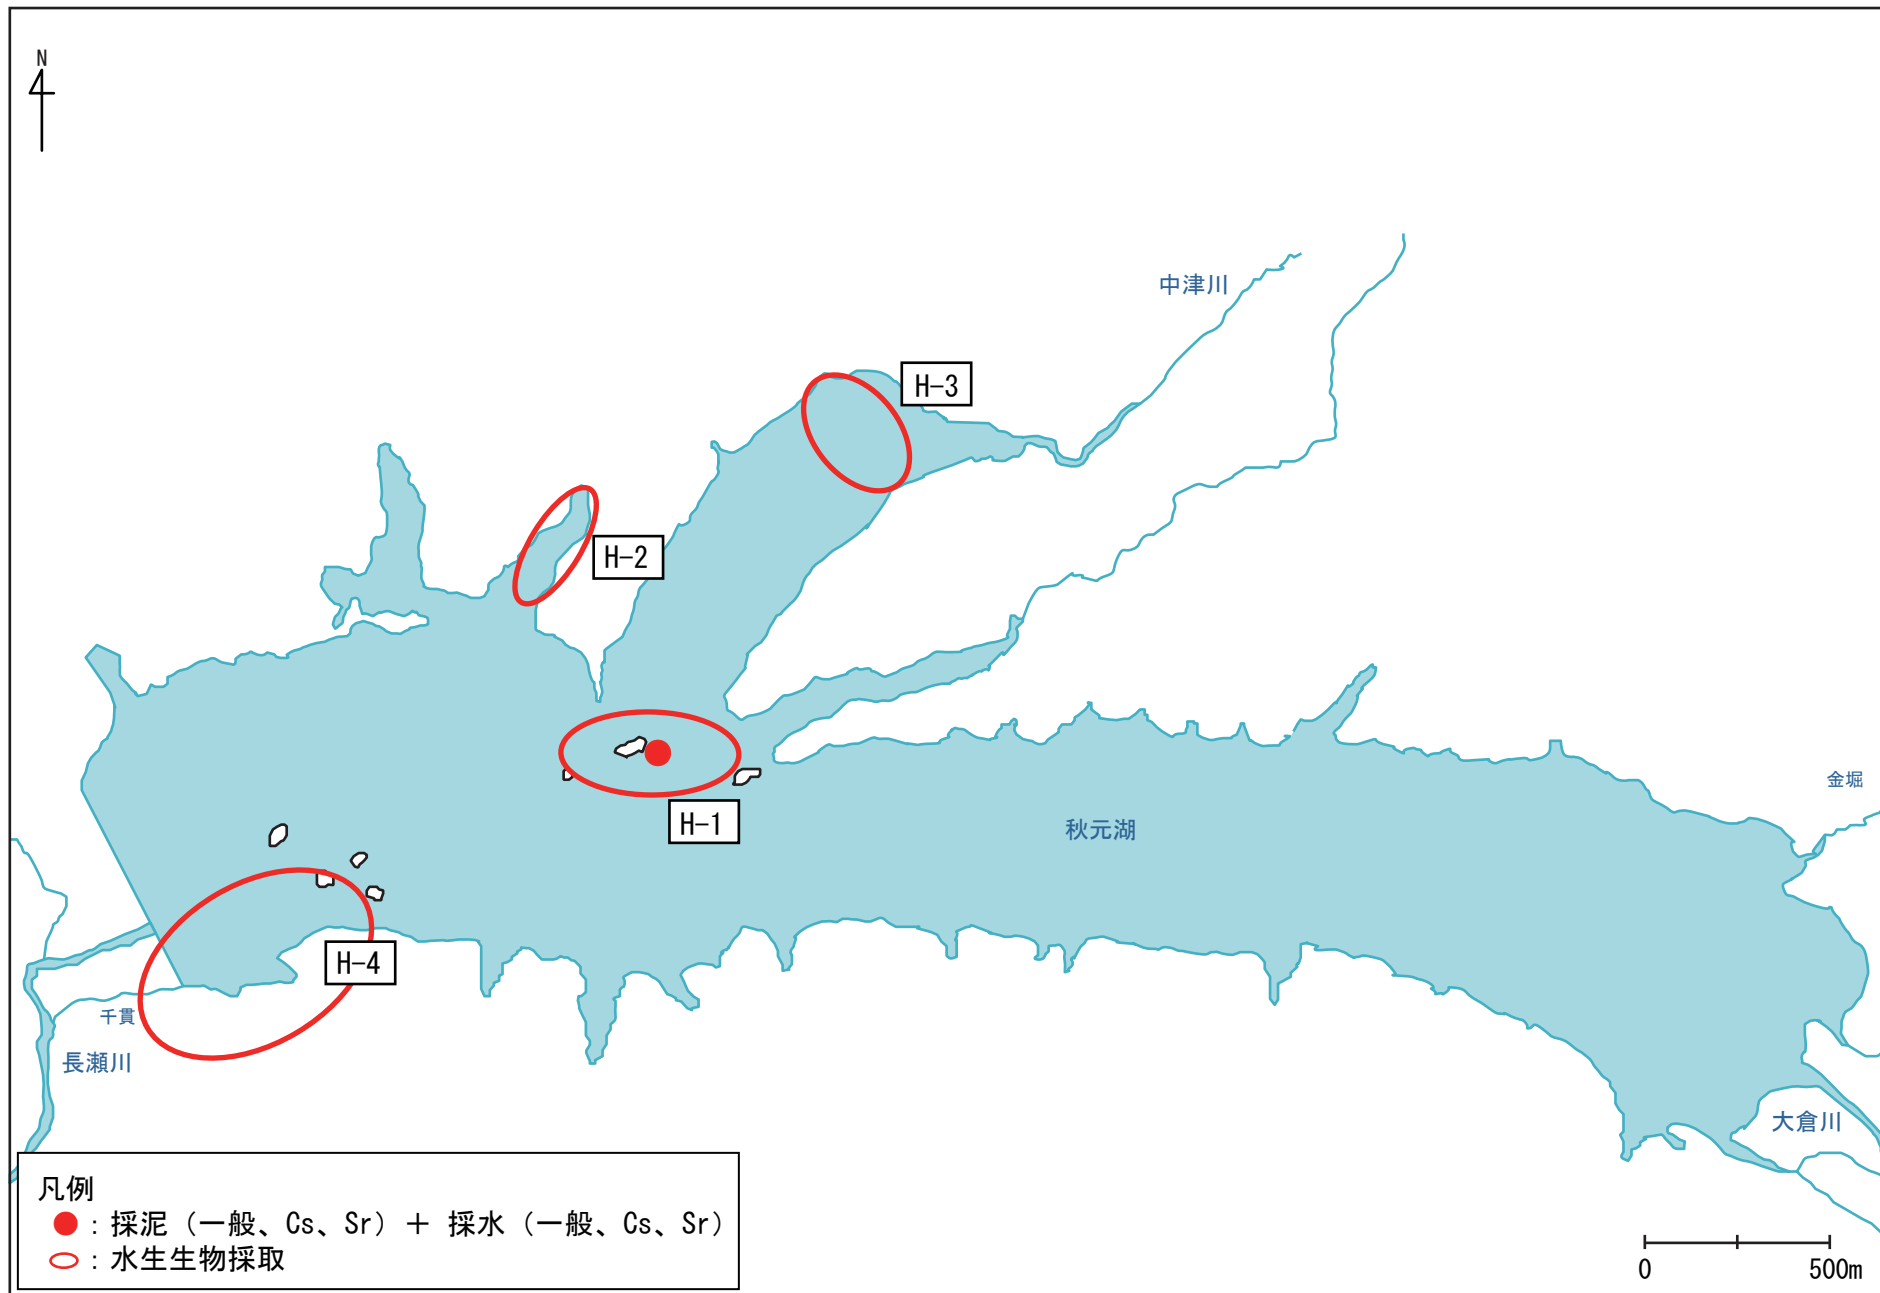 N
中津川
H-3
H-2
金堀
H-1
秋元湖
H-4
千貫
長瀬川
大倉川
凡例
：採泥（一般、Cs、Sr）＋ 採水（一般、Cs、Sr）
：水生生物採取
0 500m